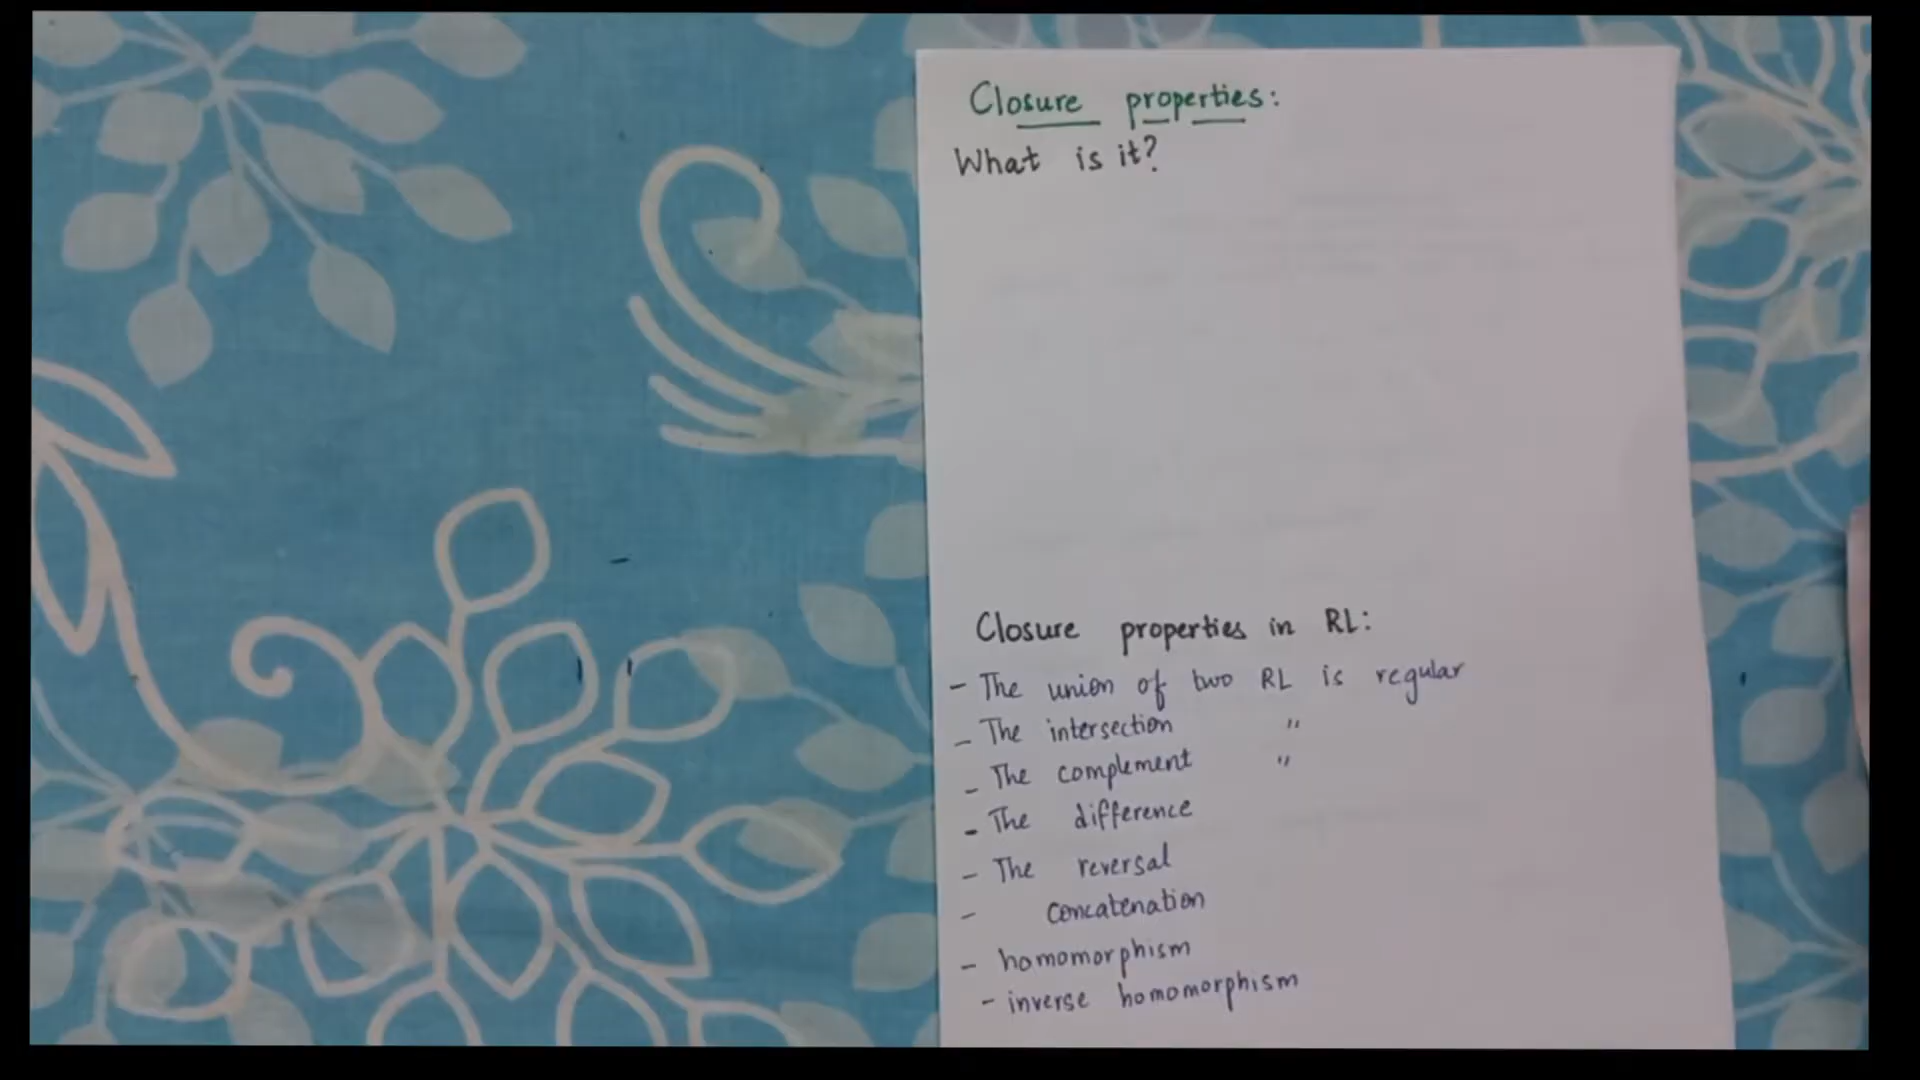 Closure properties:
What is it?
Closure properties in RL:
- The union of two RL is regular
- The intersection "
- The complement "
- The difference
- The reversal
- concatenation
- homomorphism
- inverse homomorphism